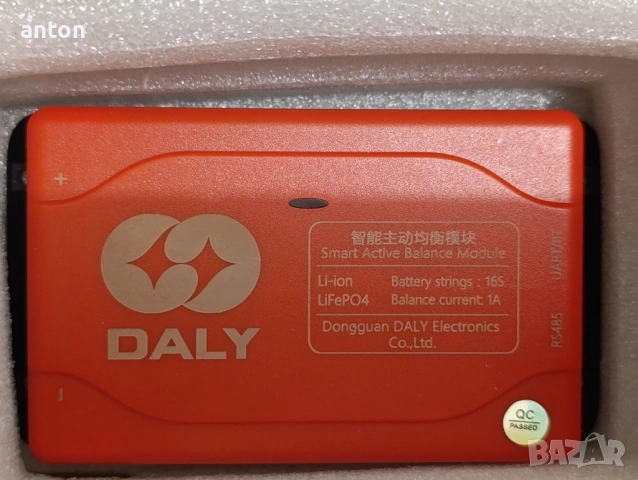 anton
+
智能主动均衡模块
Smart Active Balance Module
Li-ion Battery strings : 16S
LiFePO4 Balance current: 1A
Dongguan DALY Electronics
Co.,Ltd.
DALY
RS485 UART/BT
-
QC
PASSED
BAZAR